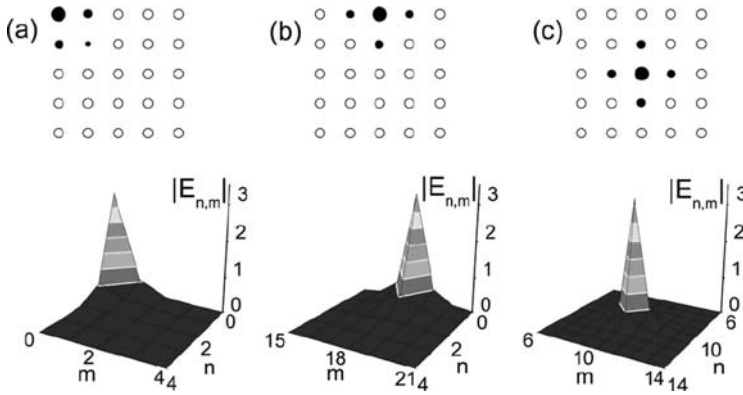 (a) (b) (c)
|E_{n,m}| 3 |E_{n,m}| 3 |E_{n,m}| 3
2 2 2
1 1 1
0 0 0
0 0 15 0 6 6
2 2 18 2 10 10
m 4 4 n m 21 4 n m 14 14 n